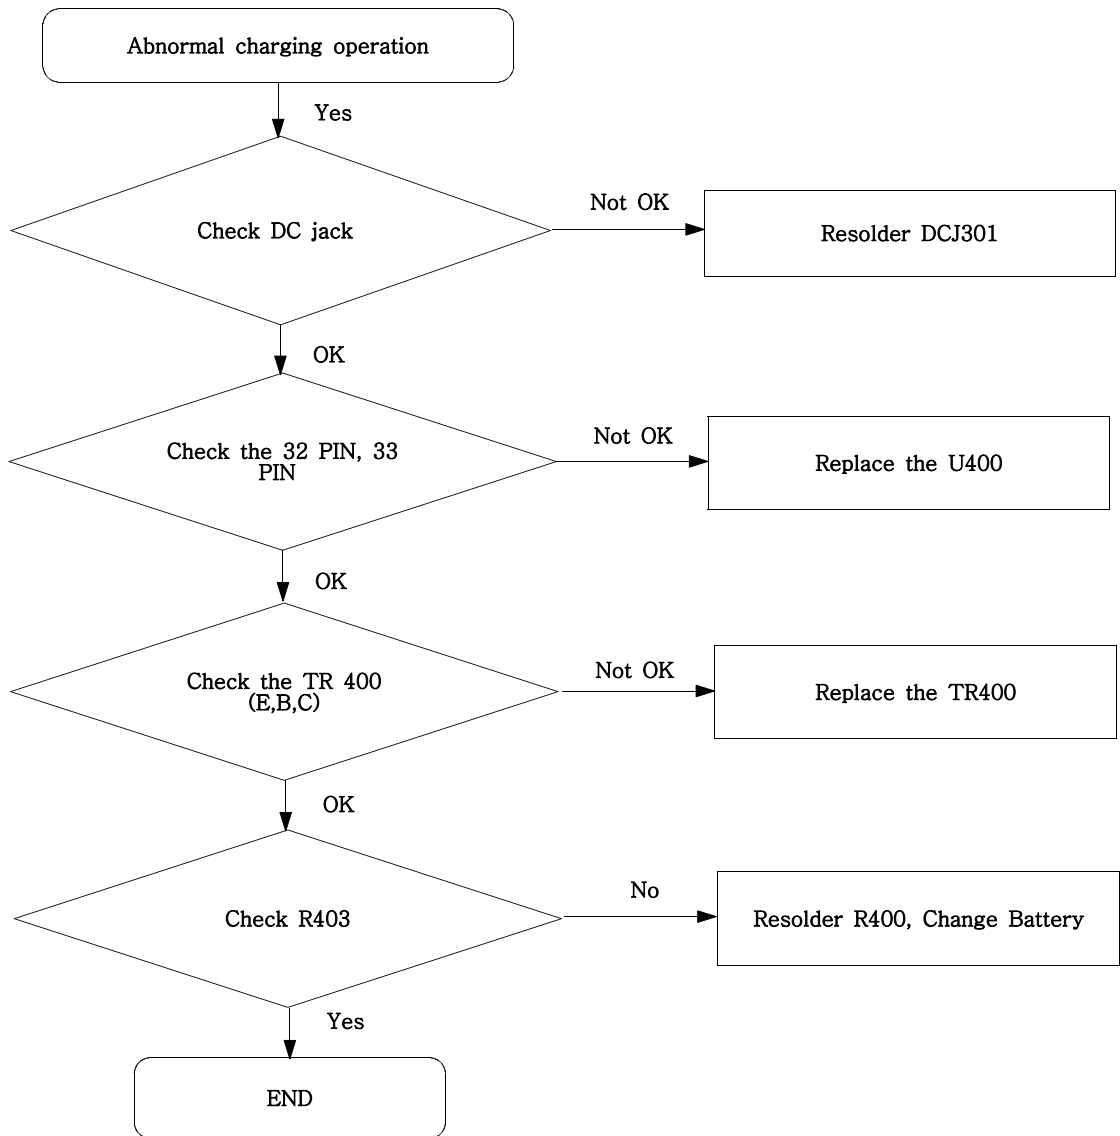 Abnormal charging operation
Yes
Check DC jack
Not OK
Resolder DCJ301
OK
Check the 32 PIN, 33
PIN
Not OK
Replace the U400
OK
Check the TR 400
(E,B,C)
Not OK
Replace the TR400
OK
Check R403
No
Resolder R400, Change Battery
Yes
END